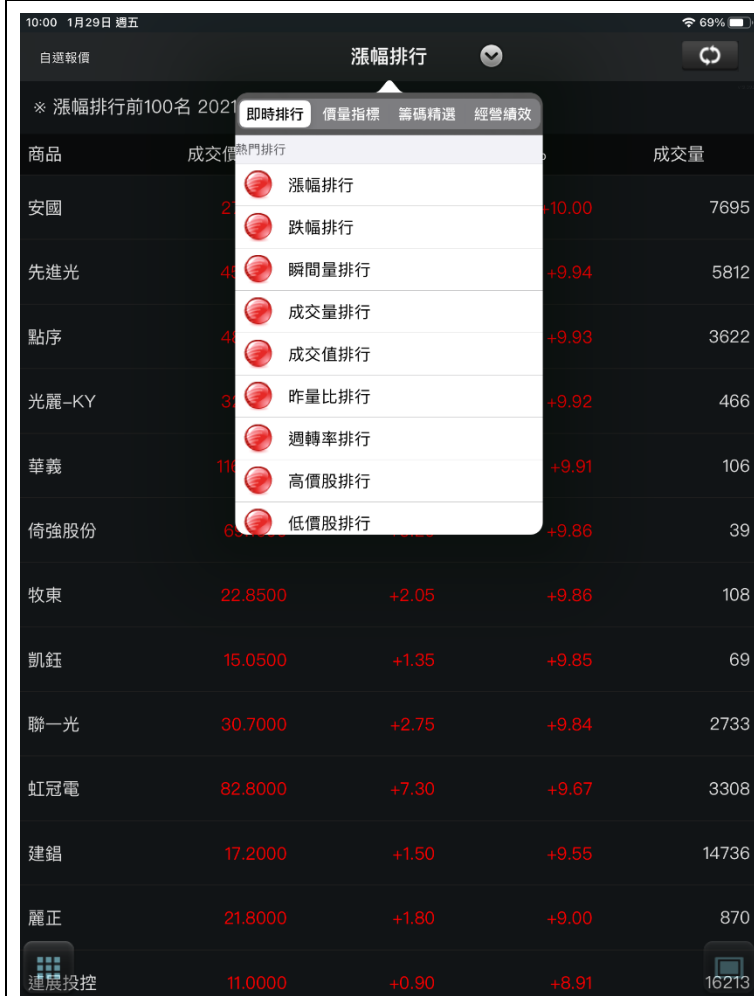 10:00 1月29日 週五 69%
自選報價 漲幅排行
※ 漲幅排行前100名 2021
即時排行 價量指標 籌碼精選 經營績效
商品 成交價 成交量
熱門排行
漲幅排行
安國 +10.00 7695
跌幅排行
先進光 +9.94 5812
瞬間量排行
成交量排行
點序 +9.93 3622
成交值排行
昨量比排行
光麗-KY +9.92 466
週轉率排行
華義 +9.91 106
高價股排行
低價股排行
倚強股份 +9.86 39
牧東 22.8500 +2.05 +9.86 108
凱鈺 15.0500 +1.35 +9.85 69
聯一光 30.7000 +2.75 +9.84 2733
虹冠電 82.8000 +7.30 +9.67 3308
建錩 17.2000 +1.50 +9.55 14736
麗正 21.8000 +1.80 +9.00 870
連展投控 11.0000 +0.90 +8.91 16213